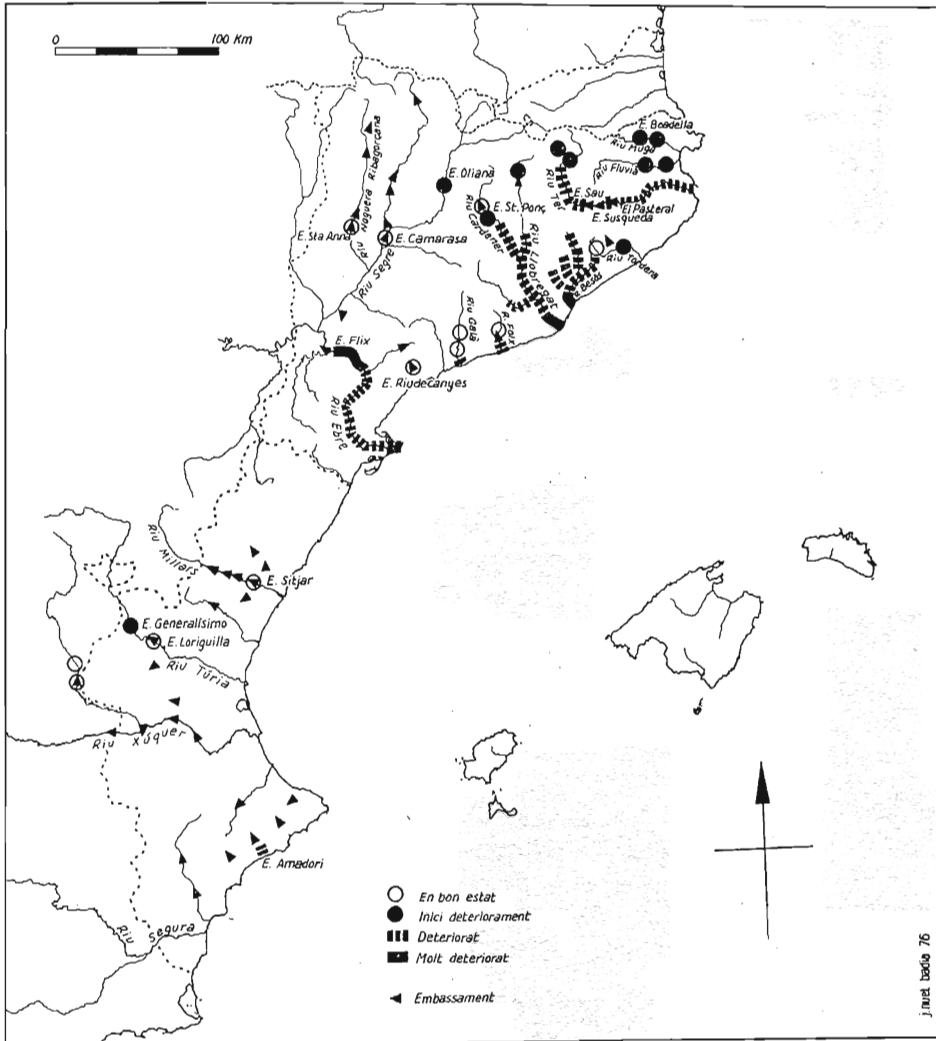 0 100 Km
E. Boadella
Riu Muga
Riu Fluvià
E. Oliana
Riu Noguera Ribagorçana
Riu Ter
E. Sau
El Pasteral
E. Susqueda
E. St. Ponç
Riu Cardener
E. Sta Anna
E. Camarasa
Riu Segre
Riu Llobregat
Riu Tordera
R. Besòs
Riu Gaià
R. Foix
E. Flix
E. Riudecanyes
Riu Ebre
Riu Millars
E. Sitjar
E. Generalísimo
E. Loriguilla
Riu Túria
Riu Xúquer
E. Amadori
Riu Segura
En bon estat
Inici deteriorament
Deteriorat
Molt deteriorat
Embassament
j. nuet badia 76